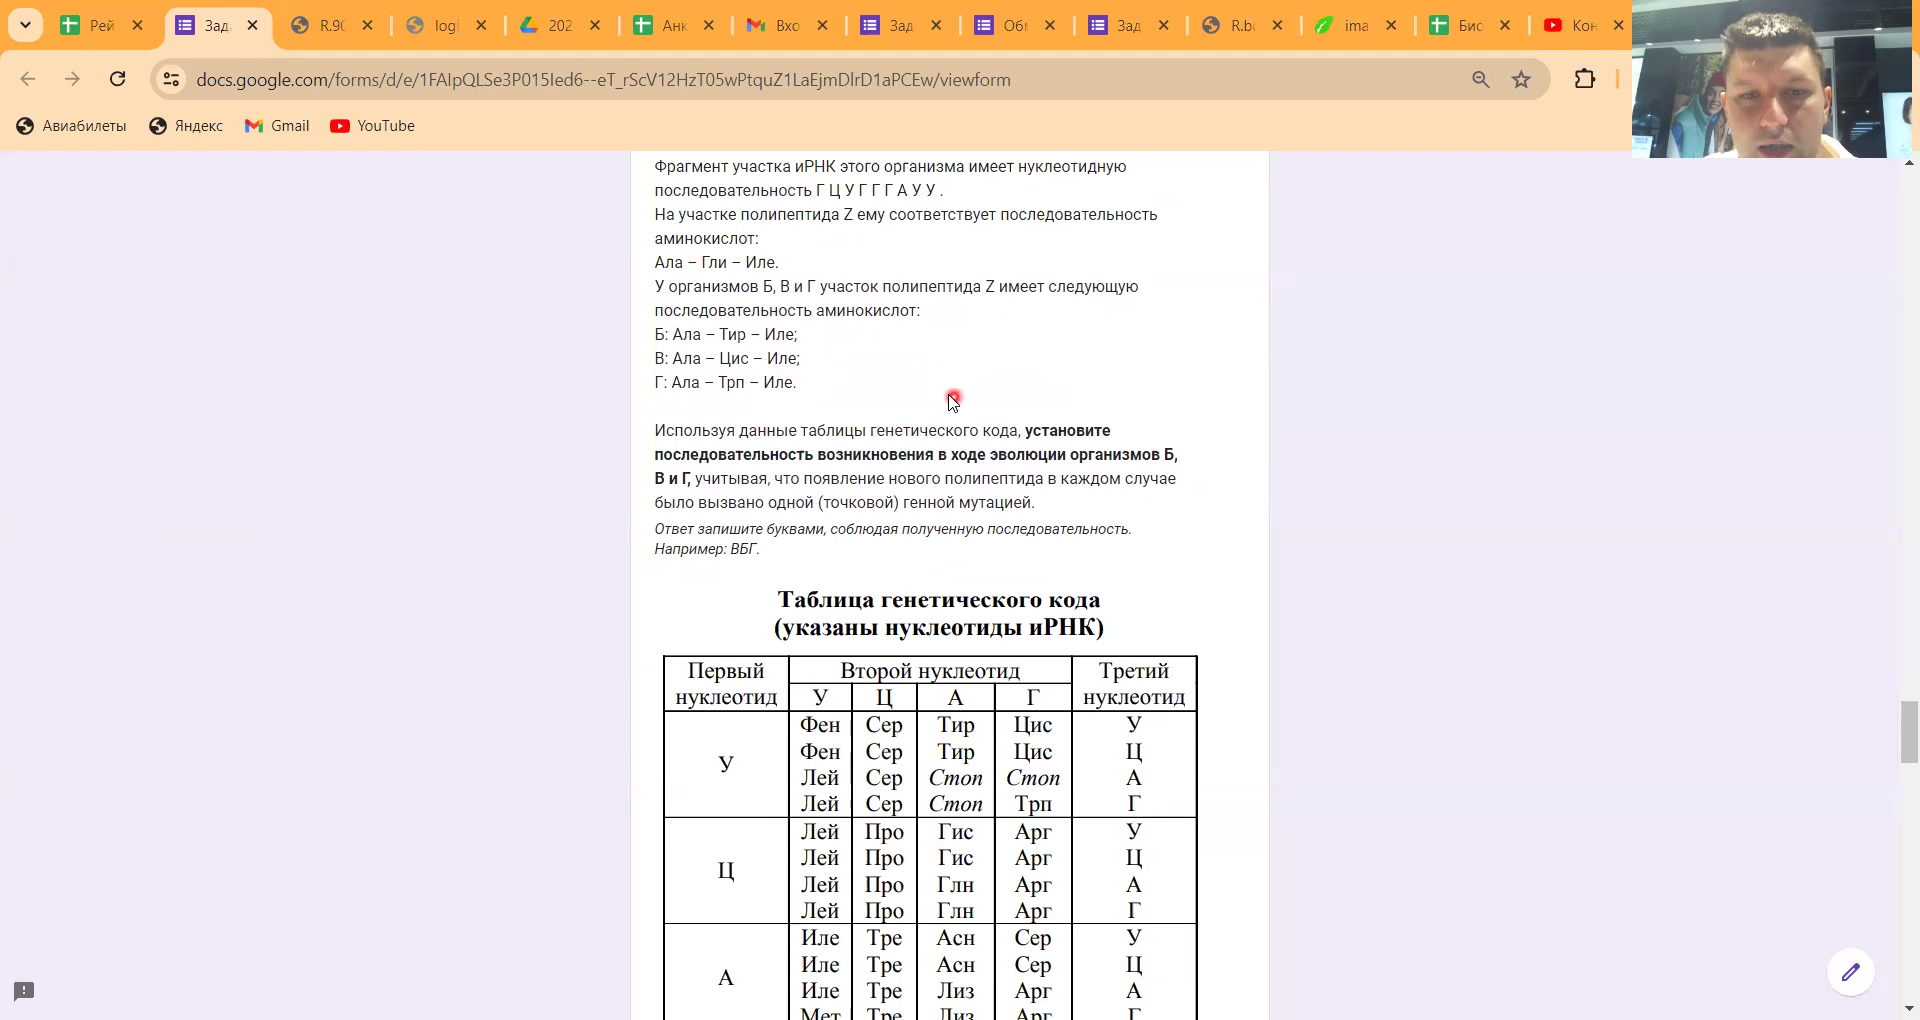 Рей
Зад
R.90
logi
202
Анк
Вхо
Зад
Обм
Зад
R.bo
ima
Био
Кон
docs.google.com/forms/d/e/1FAIpQLSe3P015Ied6--eT_rScV12HzT05wPtquZ1LaEjmDlrD1aPCEw/viewform
Авиабилеты Яндекс Gmail YouTube
Фрагмент участка иРНК этого организма имеет нуклеотидную
последовательность Г Ц У Г Г Г А У У .
На участке полипептида Z ему соответствует последовательность
аминокислот:
Ала – Гли – Иле.
У организмов Б, В и Г участок полипептида Z имеет следующую
последовательность аминокислот:
Б: Ала – Тир – Иле;
В: Ала – Цис – Иле;
Г: Ала – Трп – Иле.
Используя данные таблицы генетического кода, установите
последовательность возникновения в ходе эволюции организмов Б,
В и Г, учитывая, что появление нового полипептида в каждом случае
было вызвано одной (точковой) генной мутацией.
Ответ запишите буквами, соблюдая полученную последовательность.
Например: ВБГ.
Таблица генетического кода
(указаны нуклеотиды иРНК)
Первый Второй нуклеотид Третий
нуклеотид У Ц А Г нуклеотид
Фен Сер Тир Цис У
Фен Сер Тир Цис Ц
У
Лей Сер Стоп Стоп А
Лей Сер Стоп Трп Г
Лей Про Гис Арг У
Лей Про Гис Арг Ц
Ц
Лей Про Глн Арг А
Лей Про Глн Арг Г
Иле Тре Асн Сер У
Иле Тре Асн Сер Ц
А
Иле Тре Лиз Арг А
Мет Тре Лиз Арг Г